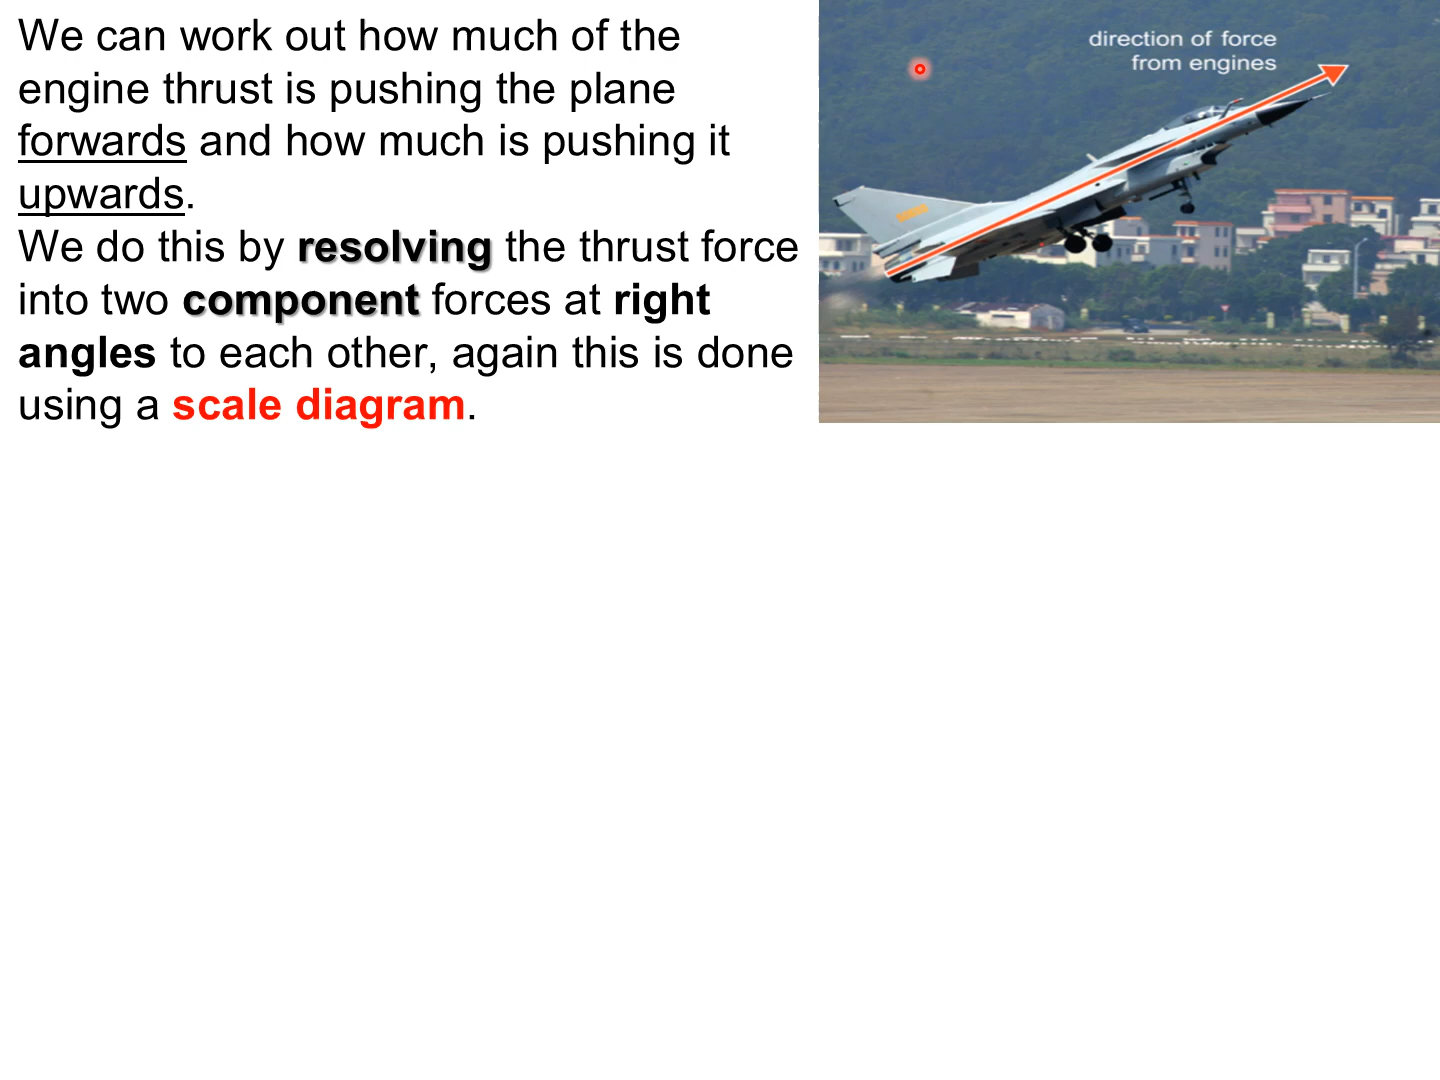 We can work out how much of the
engine thrust is pushing the plane
forwards and how much is pushing it
upwards.
We do this by resolving the thrust force
into two component forces at right
angles to each other, again this is done
using a scale diagram.
direction of force
from engines